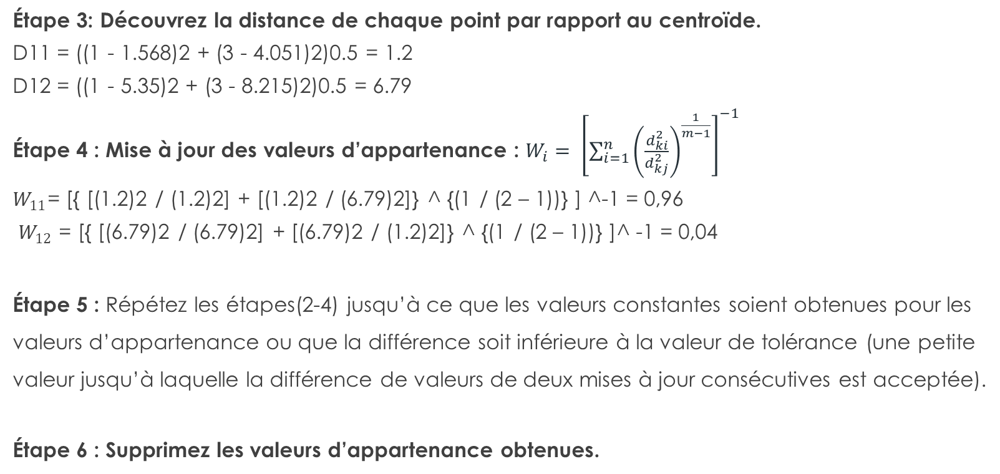 Étape 3: Découvrez la distance de chaque point par rapport au centroïde.
D11 = ((1 - 1.568)2 + (3 - 4.051)2)0.5 = 1.2
D12 = ((1 - 5.35)2 + (3 - 8.215)2)0.5 = 6.79
Étape 4 : Mise à jour des valeurs d’appartenance : $W_i = \left[\sum_{i=1}^{n}\left(\frac{d_{ki}^2}{d_{kj}^2}\right)^{\frac{1}{m-1}}\right]^{-1}$
$W_{11}$= [{ [(1.2)2 / (1.2)2] + [(1.2)2 / (6.79)2]} ^ {(1 / (2 – 1))} ] ^-1 = 0,96
$W_{12}$ = [{ [(6.79)2 / (6.79)2] + [(6.79)2 / (1.2)2]} ^ {(1 / (2 – 1))} ]^ -1 = 0,04
Étape 5 : Répétez les étapes(2-4) jusqu’à ce que les valeurs constantes soient obtenues pour les
valeurs d’appartenance ou que la différence soit inférieure à la valeur de tolérance (une petite
valeur jusqu’à laquelle la différence de valeurs de deux mises à jour consécutives est acceptée).
Étape 6 : Supprimez les valeurs d’appartenance obtenues.